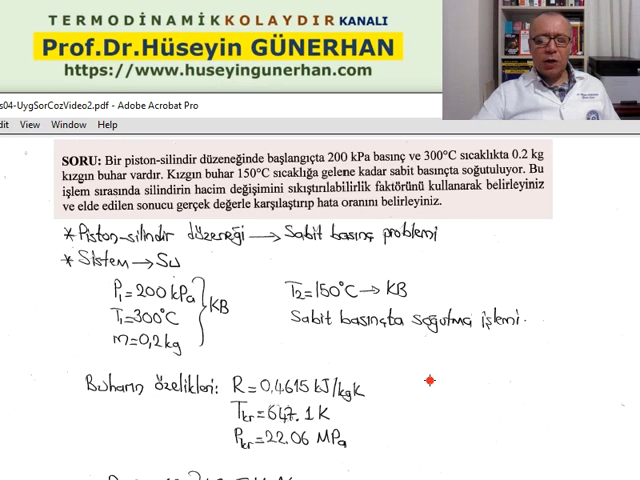 TERMODİNAMİKKOLAYDIR KANALI
Prof.Dr.Hüseyin GÜNERHAN
https://www.huseyingunerhan.com/
s04-UygSorCozVideo2.pdf - Adobe Acrobat Pro
dit View Window Help
SORU: Bir piston-silindir düzeneğinde başlangıçta 200 kPa basınç ve 300°C sıcaklıkta 0.2 kg
kızgın buhar vardır. Kızgın buhar 150°C sıcaklığa gelene kadar sabit basınçta soğutuluyor. Bu
işlem sırasında silindirin hacim değişimini sıkıştırılabilirlik faktörünü kullanarak belirleyiniz
ve elde edilen sonucu gerçek değerle karşılaştırıp hata oranını belirleyiniz.
* Piston-silindir düzeneği → Sabit basınç problemi
* Sistem → Su
P₁=200 kPa
T₁=300°C
m=0,2 kg
} KB
T₂=150°C → KB
Sabit basınçta soğutma işlemi.
Buharın özelikleri: R = 0,4615 kJ/kgK
Tkr = 647.1 K
Pkr = 22.06 MPa